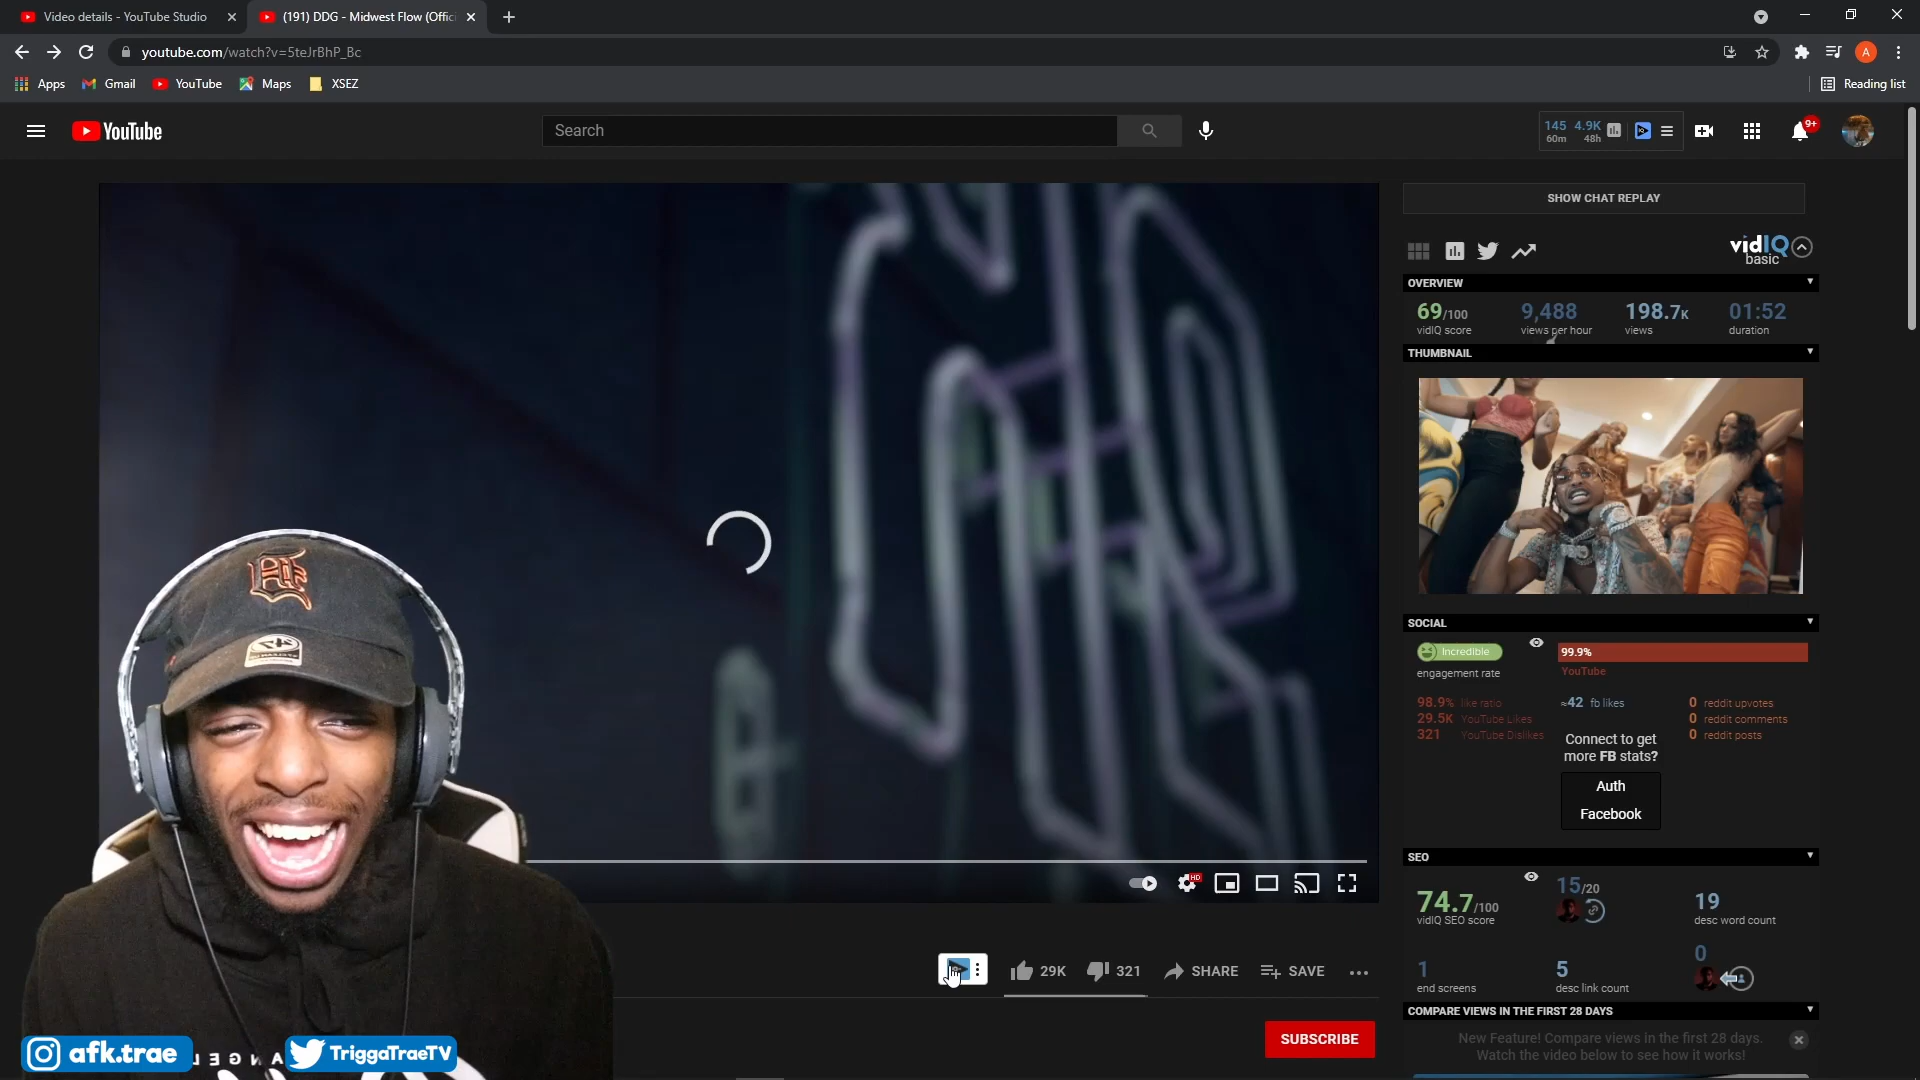 Video details - YouTube Studio
(191) DDG - Midwest Flow (Offic
youtube.com/watch?v=5teJrBhP_Bc
A
Apps
Gmail
YouTube
Maps
XSEZ
Reading list
YouTube
Search
145 4.9K
60m 48h
9+
SHOW CHAT REPLAY
vidIQ
basic
OVERVIEW
69/100 9,488 198.7K 01:52
vidIQ score views per hour views duration
THUMBNAIL
SOCIAL
Incredible
engagement rate
99.9%
YouTube
98.9% like ratio
29.5K YouTube Likes
321 YouTube Dislikes
≈42 fb likes
0 reddit upvotes
0 reddit comments
0 reddit posts
Connect to get
more FB stats?
Auth
Facebook
HD
SEO
74.7/100
vidIQ SEO score
15/20
19
desc word count
1
end screens
5
desc link count
0
29K 321 SHARE SAVE
COMPARE VIEWS IN THE FIRST 28 DAYS
New Feature! Compare views in the first 28 days.
Watch the video below to see how it works!
SUBSCRIBE
afk.trae
TriggaTraeTV